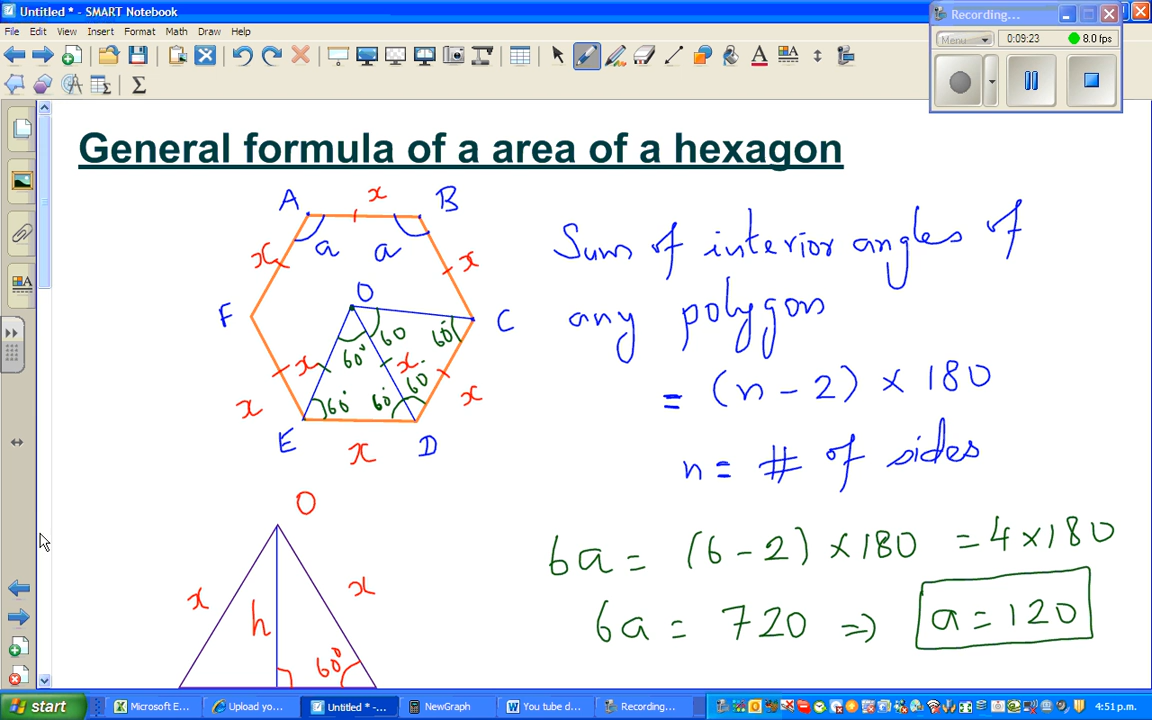 Untitled * - SMART Notebook
Recording...
File Edit View Insert Format Math Draw Help
Menu
0:09:23
8.0 fps
General formula of a area of a hexagon
A x B
x a a x
F O C
60 60°
60° x
x x 60 x
60° 60°
E x D
Sum of interior angles of
any polygons
= (n - 2) × 180
n = # of sides
6a = (6 - 2) × 180 = 4 × 180
6a = 720 ⇒ a = 120
O
x h x
60°
start
Microsoft E...
Upload yo...
Untitled * -...
NewGraph
You tube d...
Recording...
4:51 p.m.